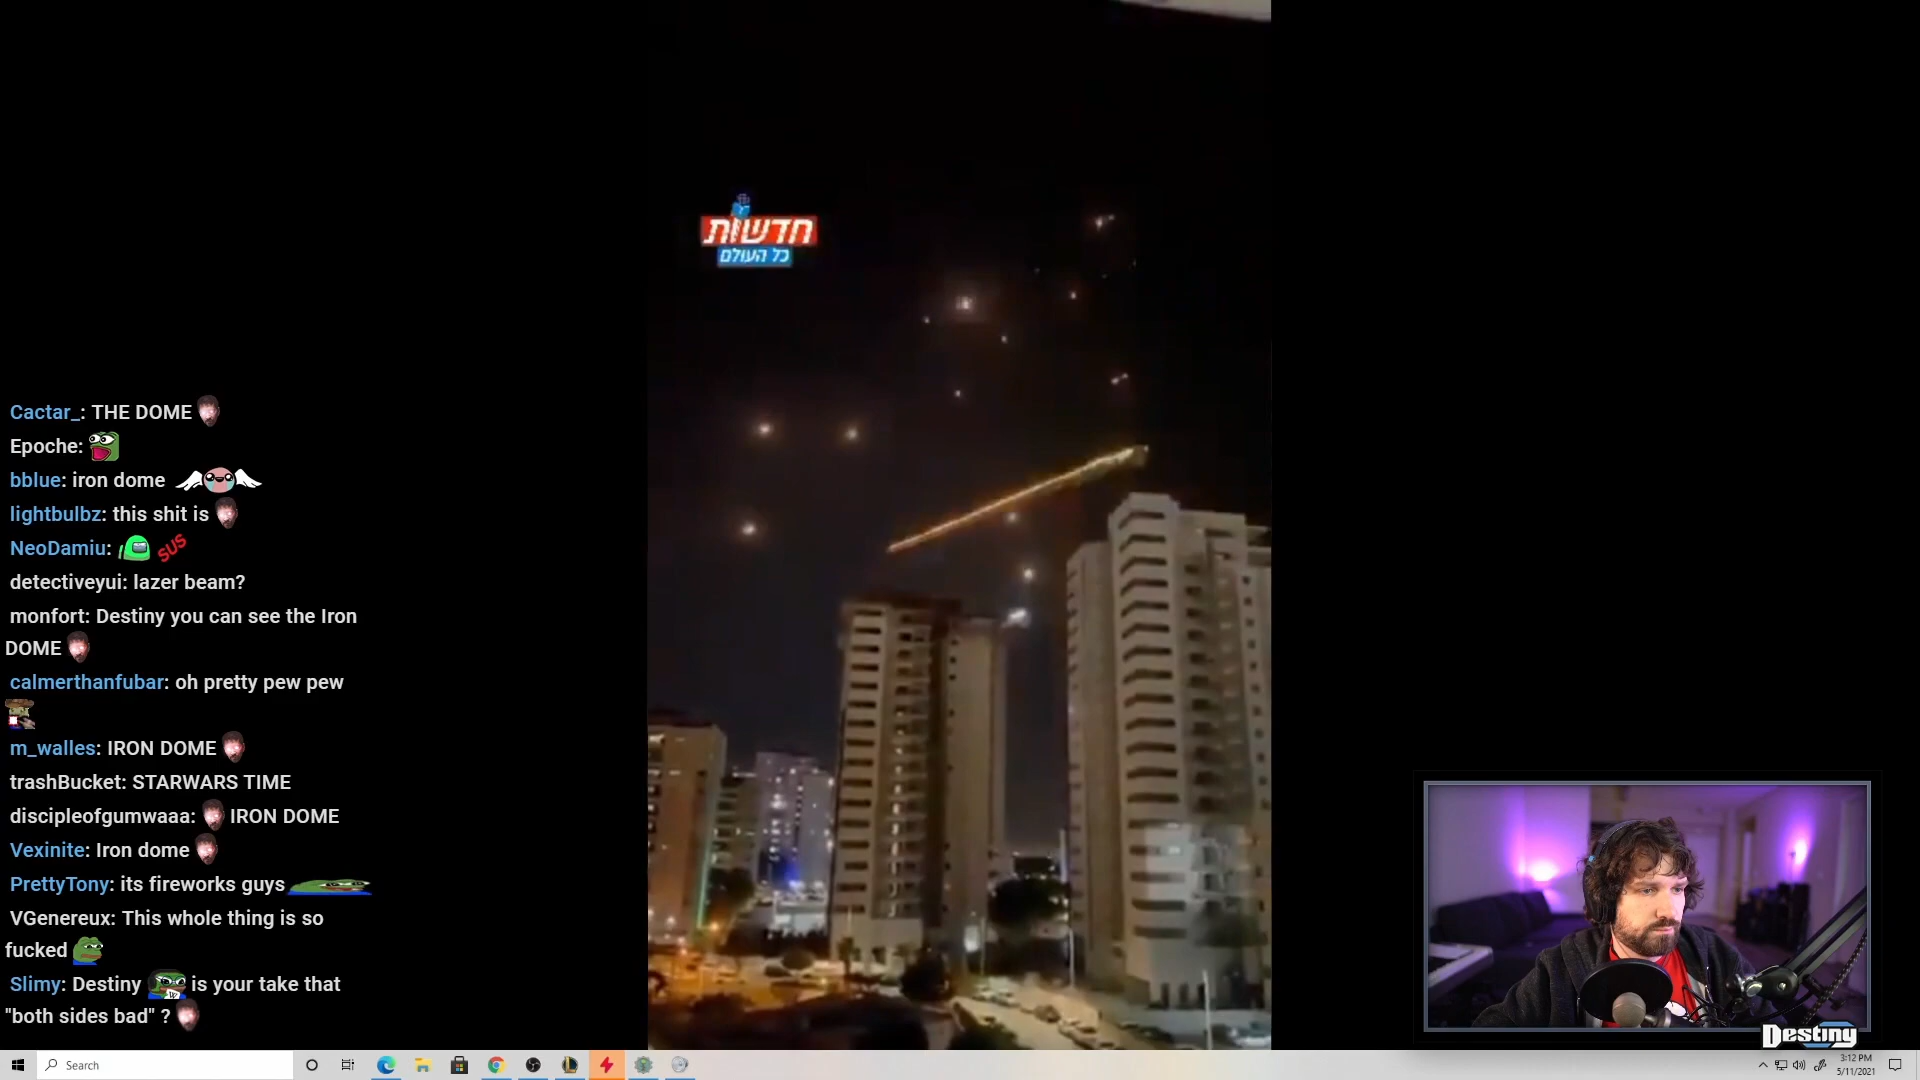 חדשות
כל העולם
Cactar_: THE DOME
Epoche:
bblue: iron dome
lightbulbz: this shit is
NeoDamiu: SUS
detectiveyui: lazer beam?
monfort: Destiny you can see the Iron
DOME
calmerthanfubar: oh pretty pew pew
m_walles: IRON DOME
trashBucket: STARWARS TIME
discipleofgumwaaa: IRON DOME
Vexinite: Iron dome
PrettyTony: its fireworks guys
VGenereux: This whole thing is so
fucked
Slimy: Destiny is your take that
"both sides bad" ?
Destiny
Search
3:12 PM
5/11/2021